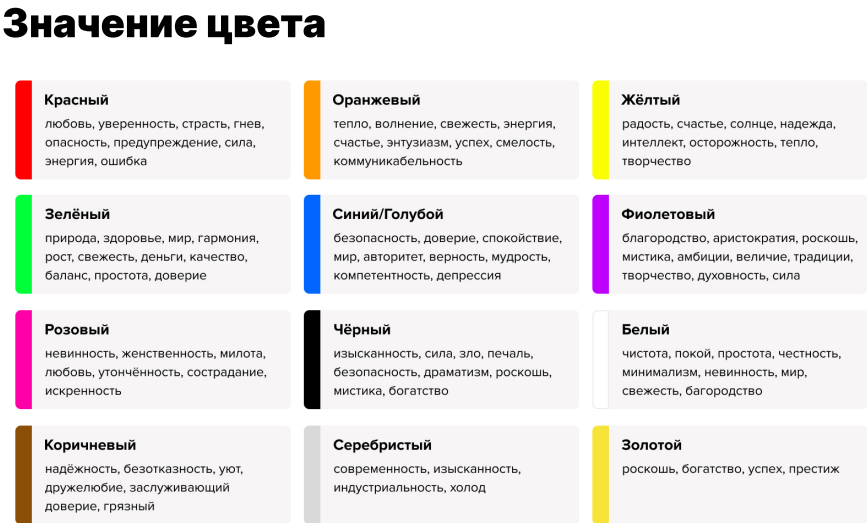 Значение цвета
Красный
любовь, уверенность, страсть, гнев,
опасность, предупреждение, сила,
энергия, ошибка
Оранжевый
тепло, волнение, свежесть, энергия,
счастье, энтузиазм, успех, смелость,
коммуникабельность
Жёлтый
радость, счастье, солнце, надежда,
интеллект, осторожность, тепло,
творчество
Зелёный
природа, здоровье, мир, гармония,
рост, свежесть, деньги, качество,
баланс, простота, доверие
Синий/Голубой
безопасность, доверие, спокойствие,
мир, авторитет, верность, мудрость,
компетентность, депрессия
Фиолетовый
благородство, аристократия, роскошь,
мистика, амбиции, величие, традиции,
творчество, духовность, сила
Розовый
невинность, женственность, милота,
любовь, утончённость, сострадание,
искренность
Чёрный
изысканность, сила, зло, печаль,
безопасность, драматизм, роскошь,
мистика, богатство
Белый
чистота, покой, простота, честность,
минимализм, невинность, мир,
свежесть, багородство
Коричневый
надёжность, безотказность, уют,
дружелюбие, заслуживающий
доверие, грязный
Серебристый
современность, изысканность,
индустриальность, холод
Золотой
роскошь, богатство, успех, престиж